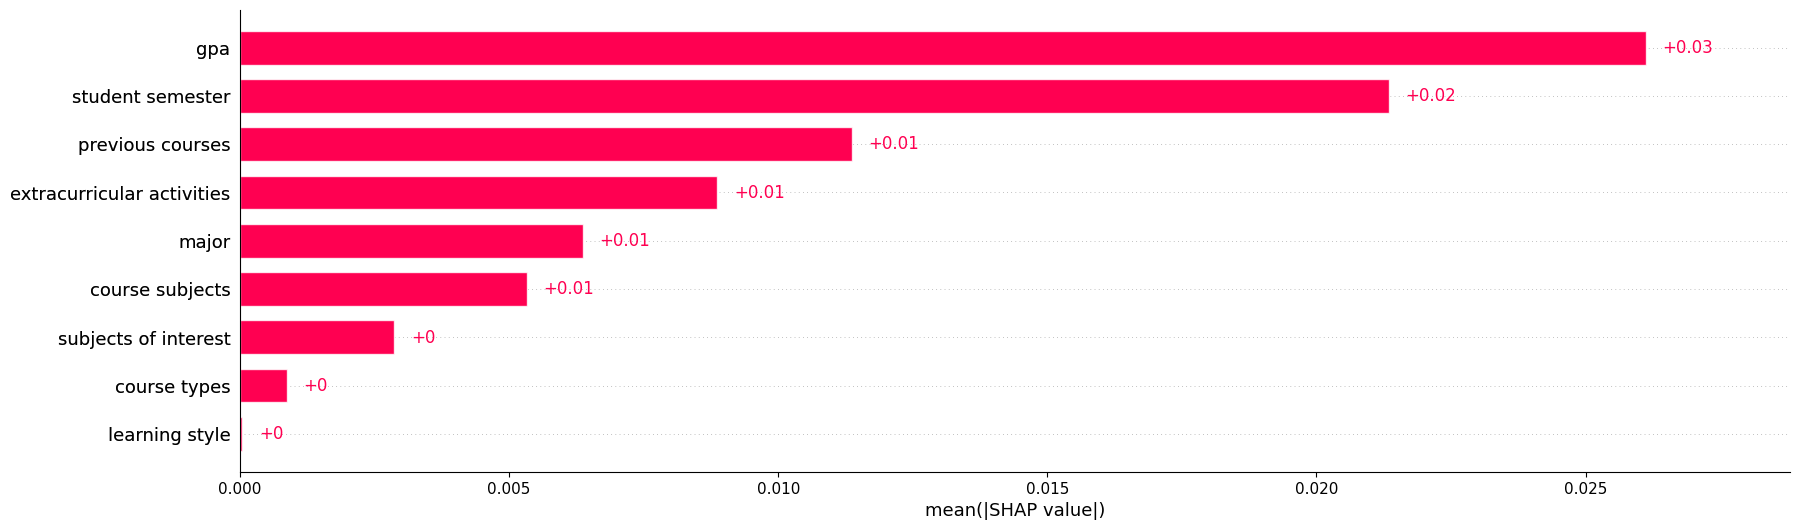 gpa +0.03
student semester +0.02
previous courses +0.01
extracurricular activities +0.01
major +0.01
course subjects +0.01
subjects of interest +0
course types +0
learning style +0
0.000 0.005 0.010 0.015 0.020 0.025
mean(|SHAP value|)